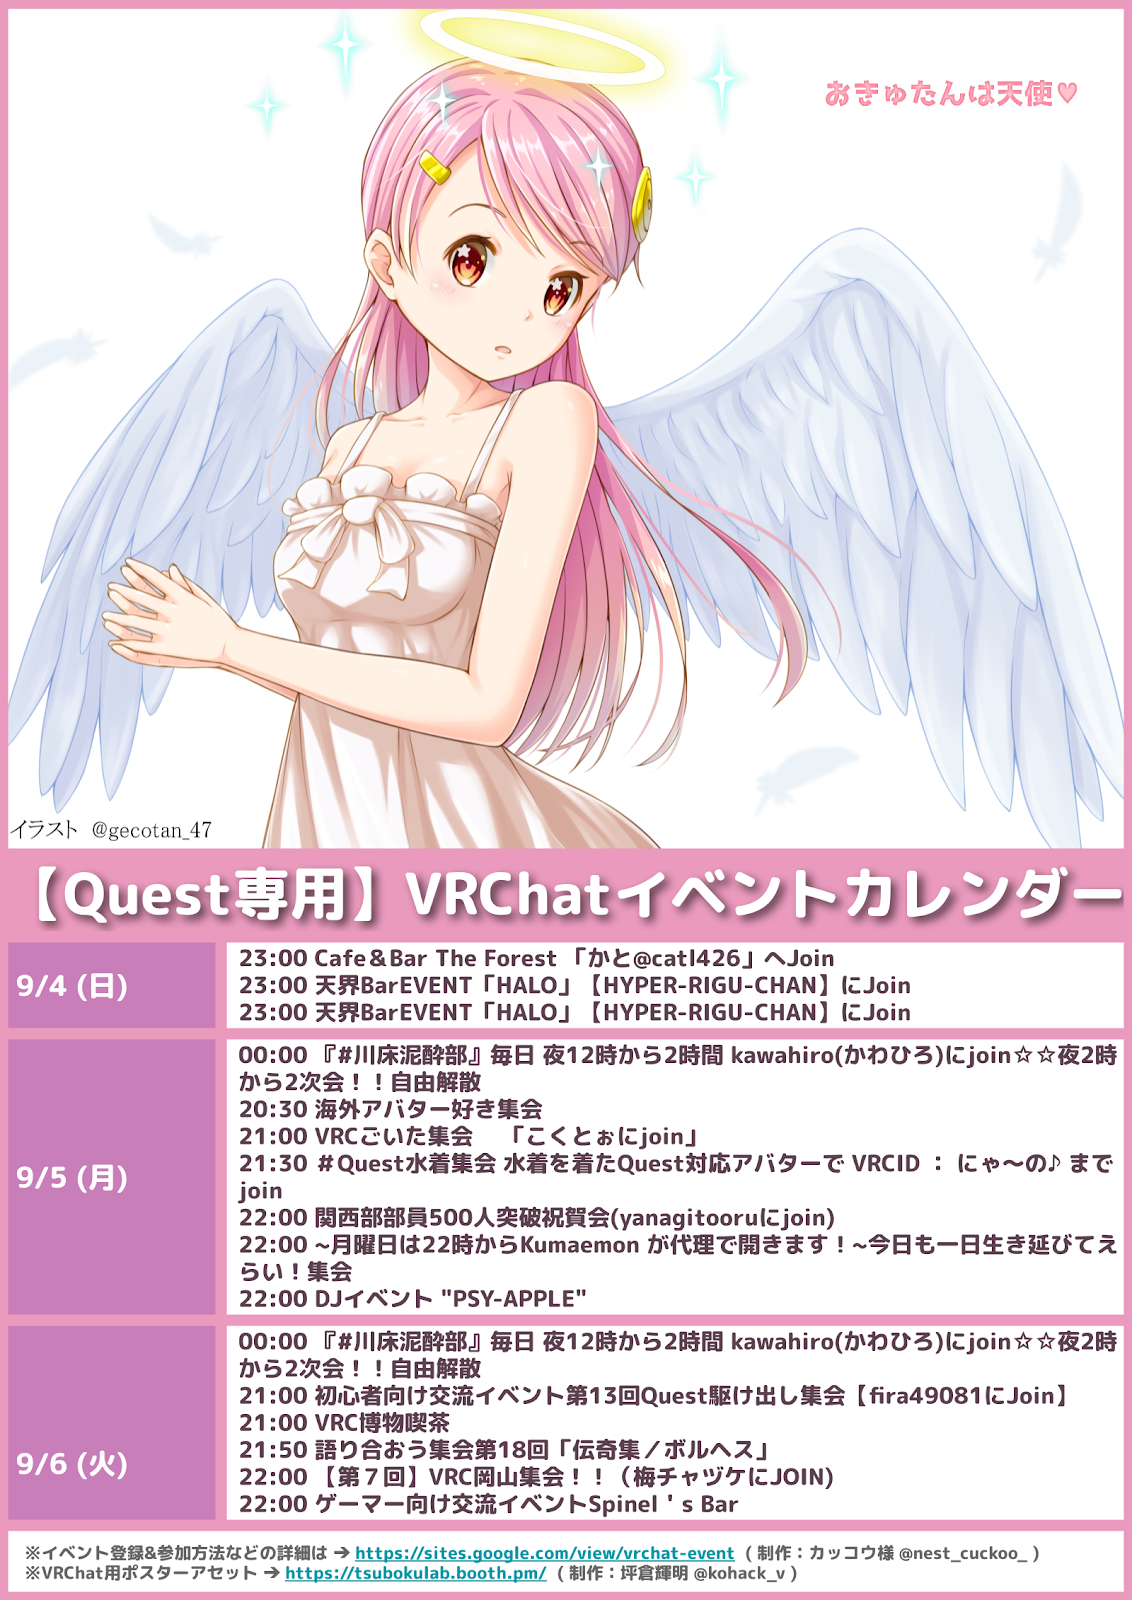 おきゅたんは天使♥
イラスト @gecotan_47
【Quest専用】VRChatイベントカレンダー
9/4 (日)
23:00 Cafe＆Bar The Forest 「かと@catl426」へJoin
23:00 天界BarEVENT「HALO」【HYPER-RIGU-CHAN】にJoin
23:00 天界BarEVENT「HALO」【HYPER-RIGU-CHAN】にJoin
9/5 (月)
00:00 『#川床泥酔部』毎日 夜12時から2時間 kawahiro(かわひろ)にjoin☆☆夜2時
から2次会！！自由解散
20:30 海外アバター好き集会
21:00 VRCごいた集会　「こくとぉにjoin」
21:30 ＃Quest水着集会 水着を着たQuest対応アバターで VRCID ： にゃ～の♪ まで
join
22:00 関西部部員500人突破祝賀会(yanagitooruにjoin)
22:00 ~月曜日は22時からKumaemon が代理で開きます！~今日も一日生き延びてえ
らい！集会
22:00 DJイベント "PSY-APPLE"
9/6 (火)
00:00 『#川床泥酔部』毎日 夜12時から2時間 kawahiro(かわひろ)にjoin☆☆夜2時
から2次会！！自由解散
21:00 初心者向け交流イベント第13回Quest駆け出し集会【fira49081にJoin】
21:00 VRC博物喫茶
21:50 語り合おう集会第18回「伝奇集／ボルヘス」
22:00 【第７回】VRC岡山集会！！（梅チャヅケにJOIN)
22:00 ゲーマー向け交流イベントSpinel ' s Bar
※イベント登録&参加方法などの詳細は → https://sites.google.com/view/vrchat-event ( 制作：カッコウ様 @nest_cuckoo_ )
※VRChat用ポスターアセット → https://tsubokulab.booth.pm/ ( 制作：坪倉輝明 @kohack_v )